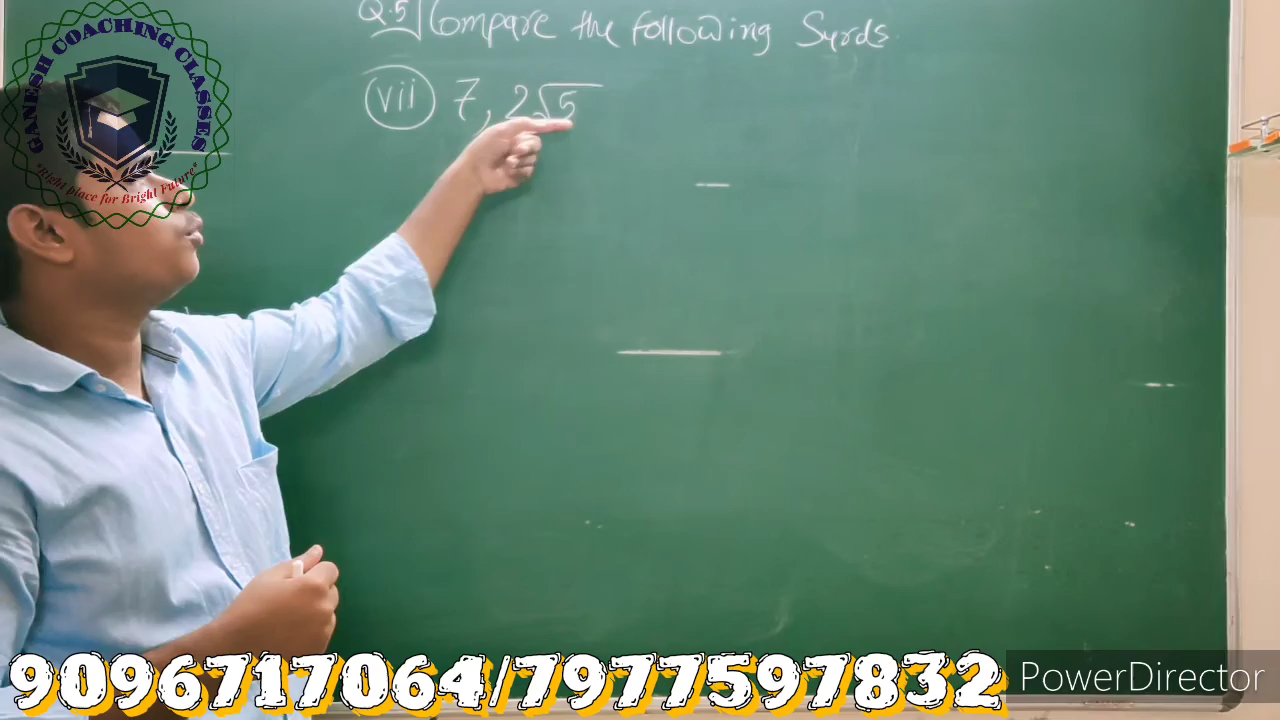 Q.5] Compare the following Surds.
(vii) 7, 2√5
GANESH COACHING CLASSES
"Right place for Bright Future"
9096717064/7977597832
PowerDirector